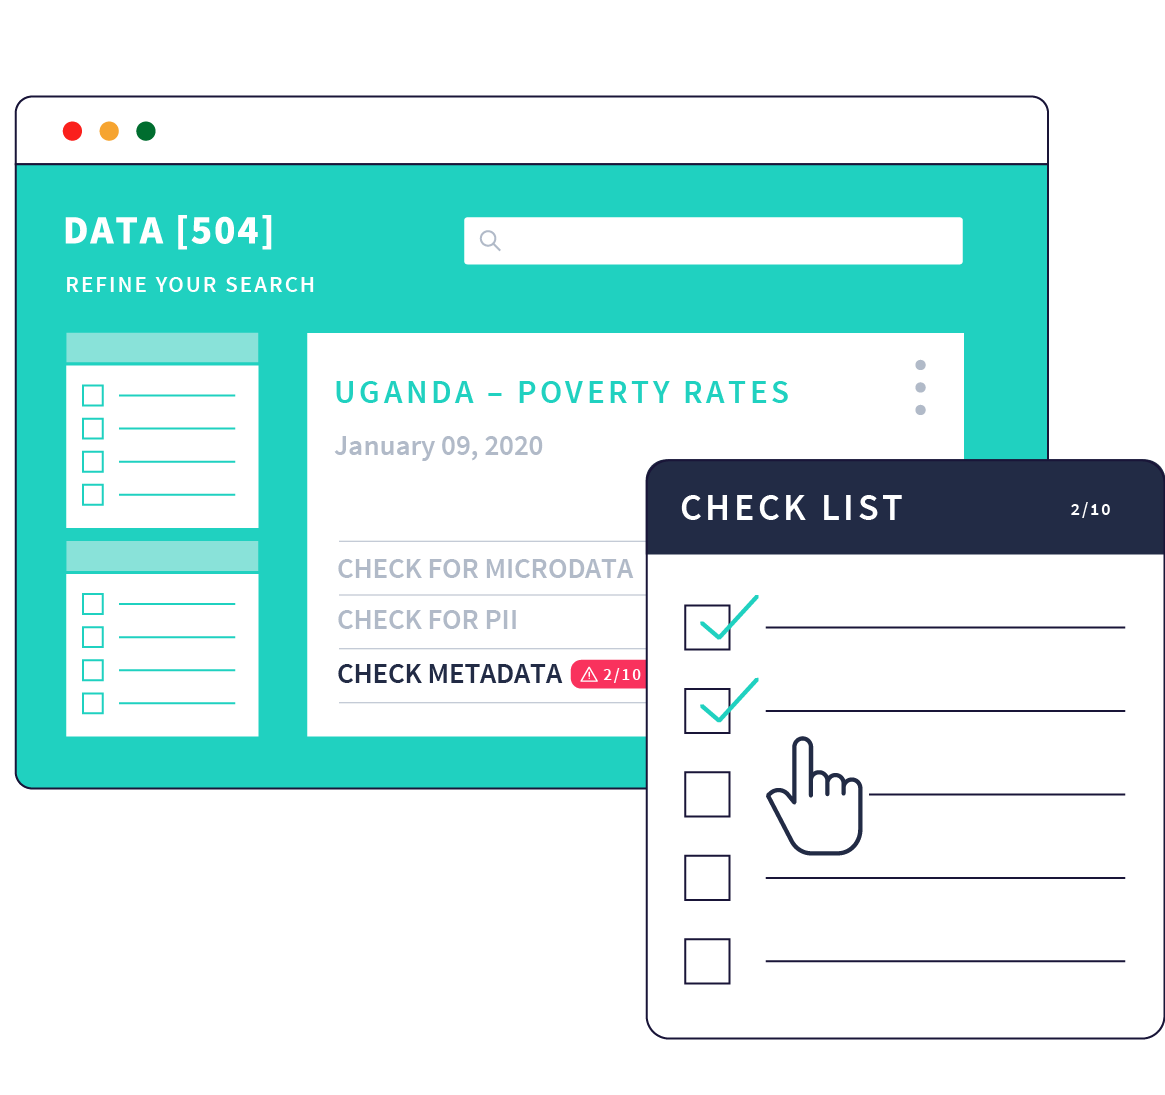 DATA [504]
REFINE YOUR SEARCH
UGANDA – POVERTY RATES
January 09, 2020
CHECK FOR MICRODATA
CHECK FOR PII
CHECK METADATA 2/10
CHECK LIST 2/10